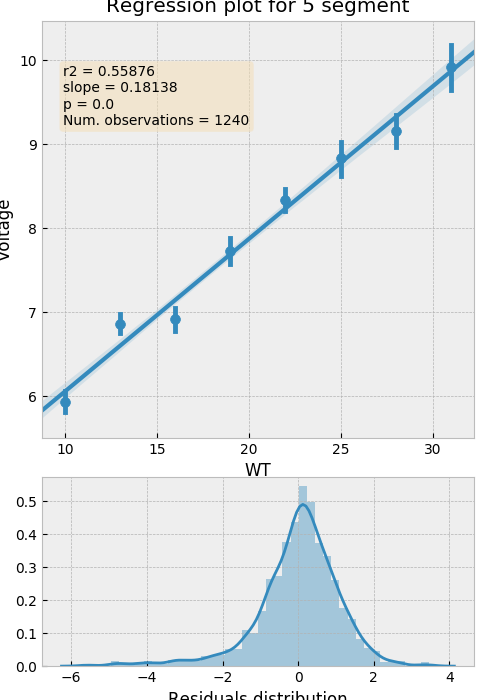 Regression plot for 5 segment
r2 = 0.55876
slope = 0.18138
p = 0.0
Num. observations = 1240
10
9
8
7
6
Voltage
10 15 20 25 30
WT
0.5
0.4
0.3
0.2
0.1
0.0
−6 −4 −2 0 2 4
Residuals distribution